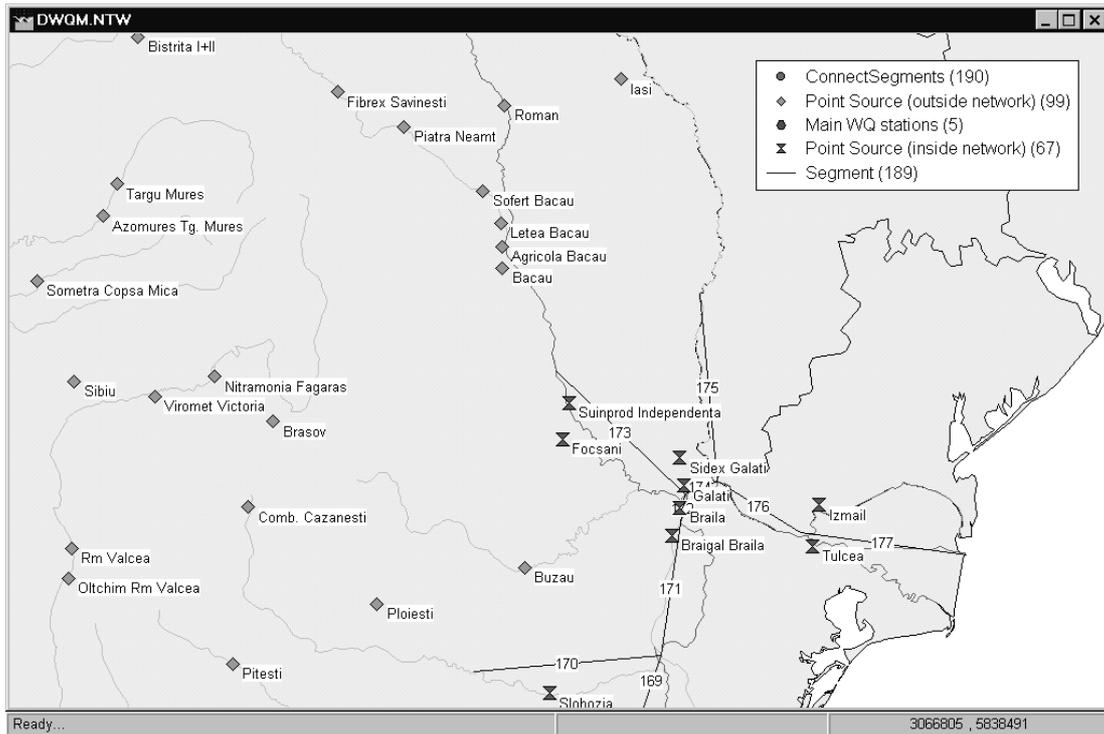 DWQM.NTW
Bistrita I+II
Iasi
Fibrex Savinesti
Roman
Piatra Neamt
ConnectSegments (190)
Point Source (outside network) (99)
Main WQ stations (5)
Point Source (inside network) (67)
Segment (189)
Targu Mures
Sofert Bacau
Azomures Tg. Mures
Letea Bacau
Agricola Bacau
Bacau
Sometra Copsa Mica
175
Sibiu
Nitramonia Fagaras
Viromet Victoria
Suinprod Independenta
Brasov
173
Focsani
Sidex Galati
174
Galati
176
Izmail
Comb. Cazanesti
Braila
177
Braigal Braila
Tulcea
Rm Valcea
Buzau
Oltchim Rm Valcea
171
Ploiesti
170
Pitesti
169
Slobozia
Ready...
3066805 , 5838491